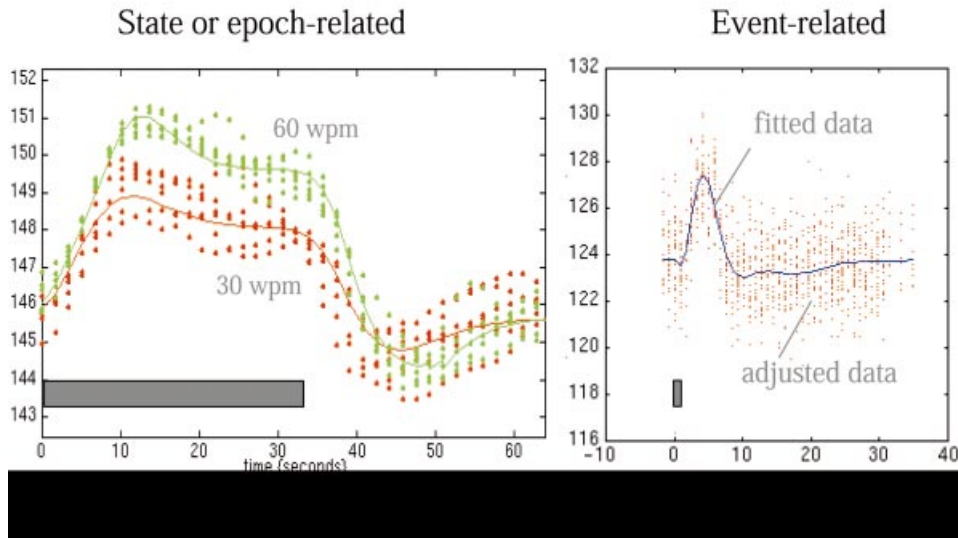 State or epoch-related
Event-related
152
151
150
149
148
147
146
145
144
143
60 wpm
30 wpm
0 10 20 30 40 50 60
time {seconds}
132
130
128
126
124
122
120
118
116
fitted data
adjusted data
-10 0 10 20 30 40